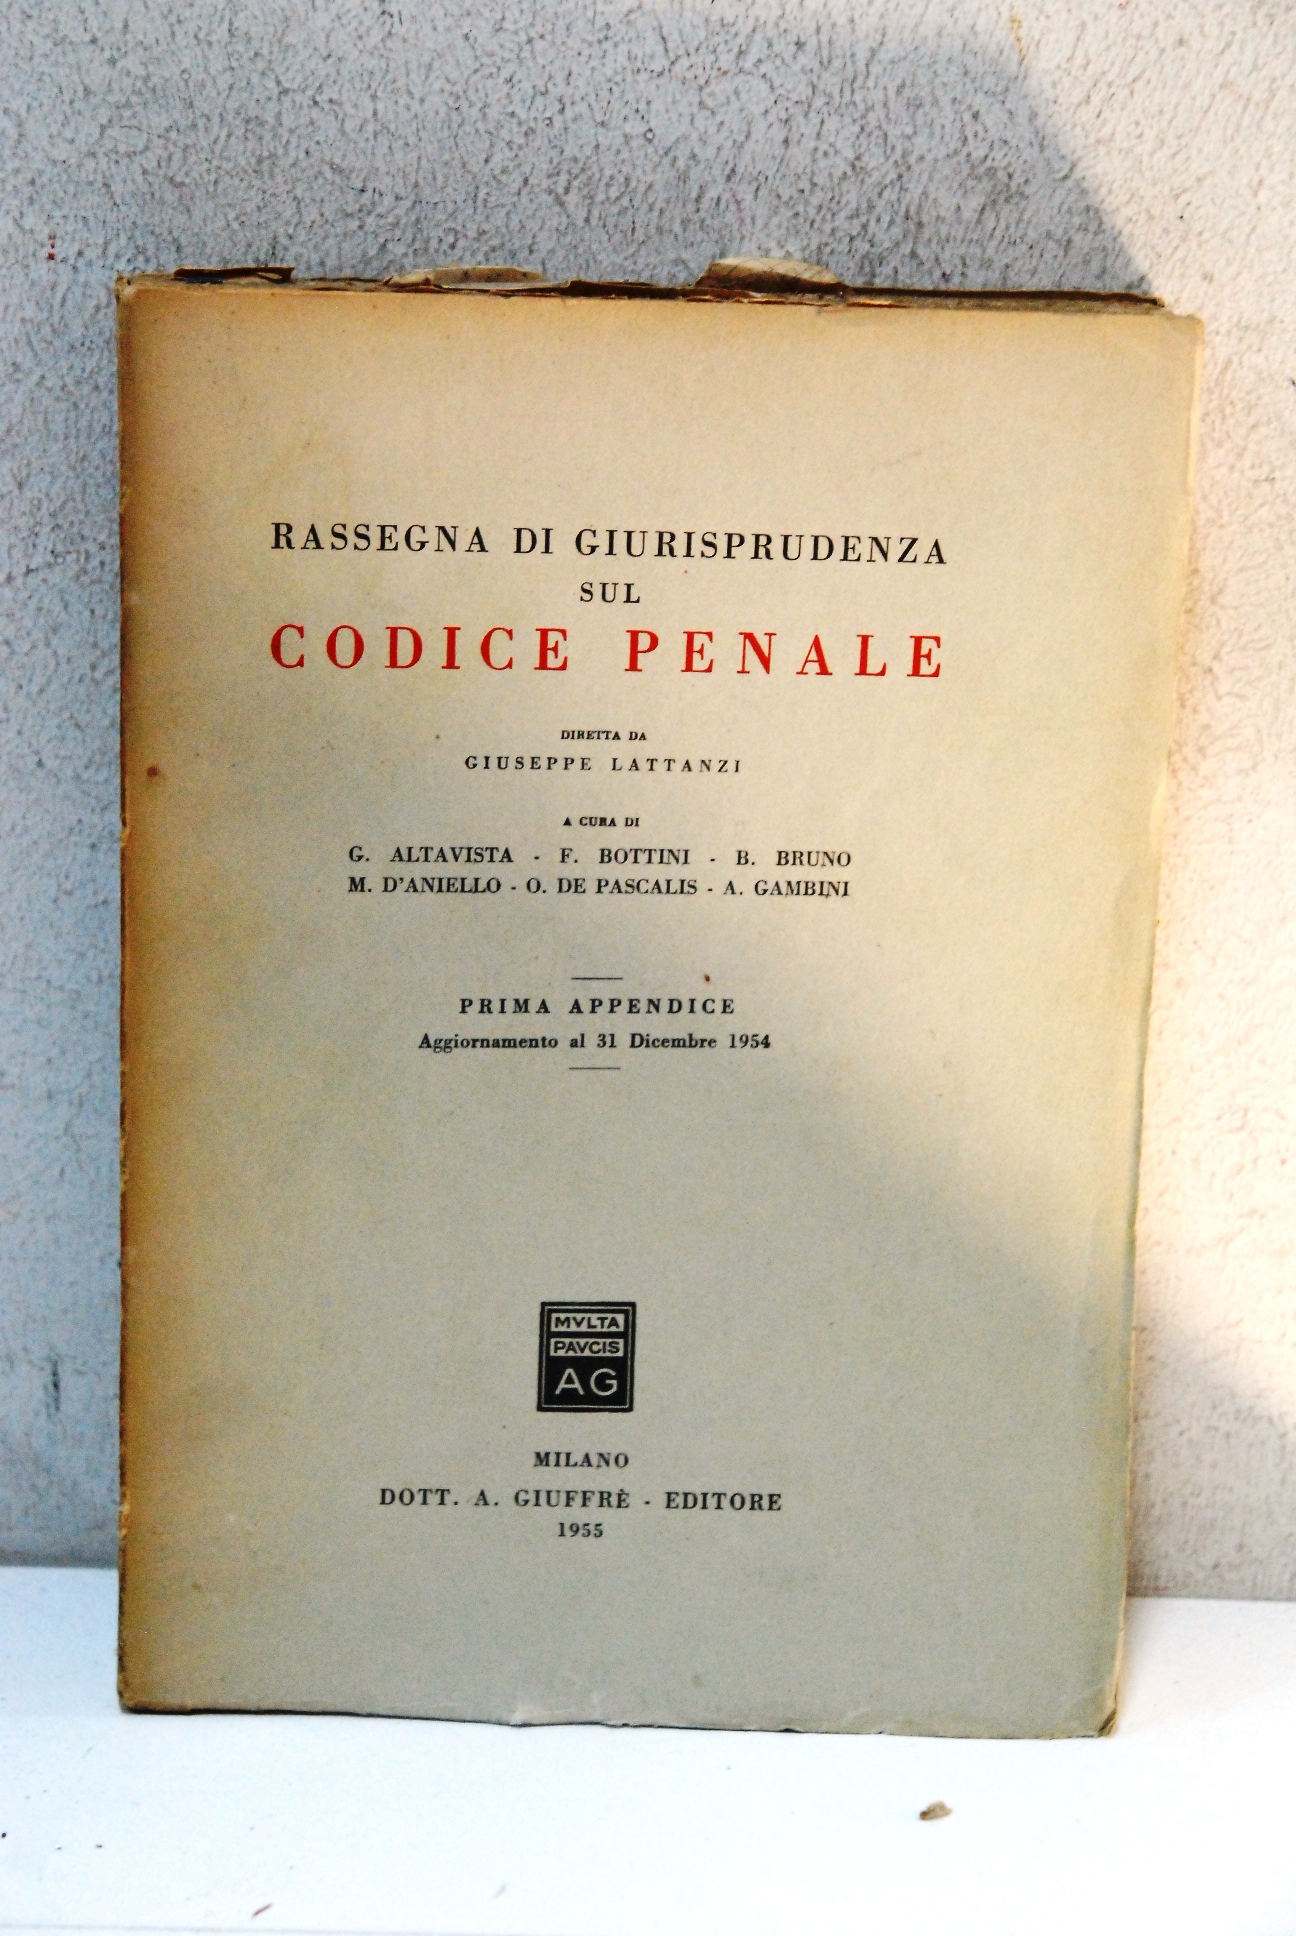 RASSEGNA DI GIURISPRUDENZA
SUL
CODICE PENALE
DIRETTA DA
GIUSEPPE LATTANZI
A CURA DI
G. ALTAVISTA - F. BOTTINI - B. BRUNO
M. D'ANIELLO - O. DE PASCALIS - A. GAMBINI
PRIMA APPENDICE
Aggiornamento al 31 Dicembre 1954
MVLTA
PAVCIS
AG
MILANO
DOTT. A. GIUFFRÈ - EDITORE
1955